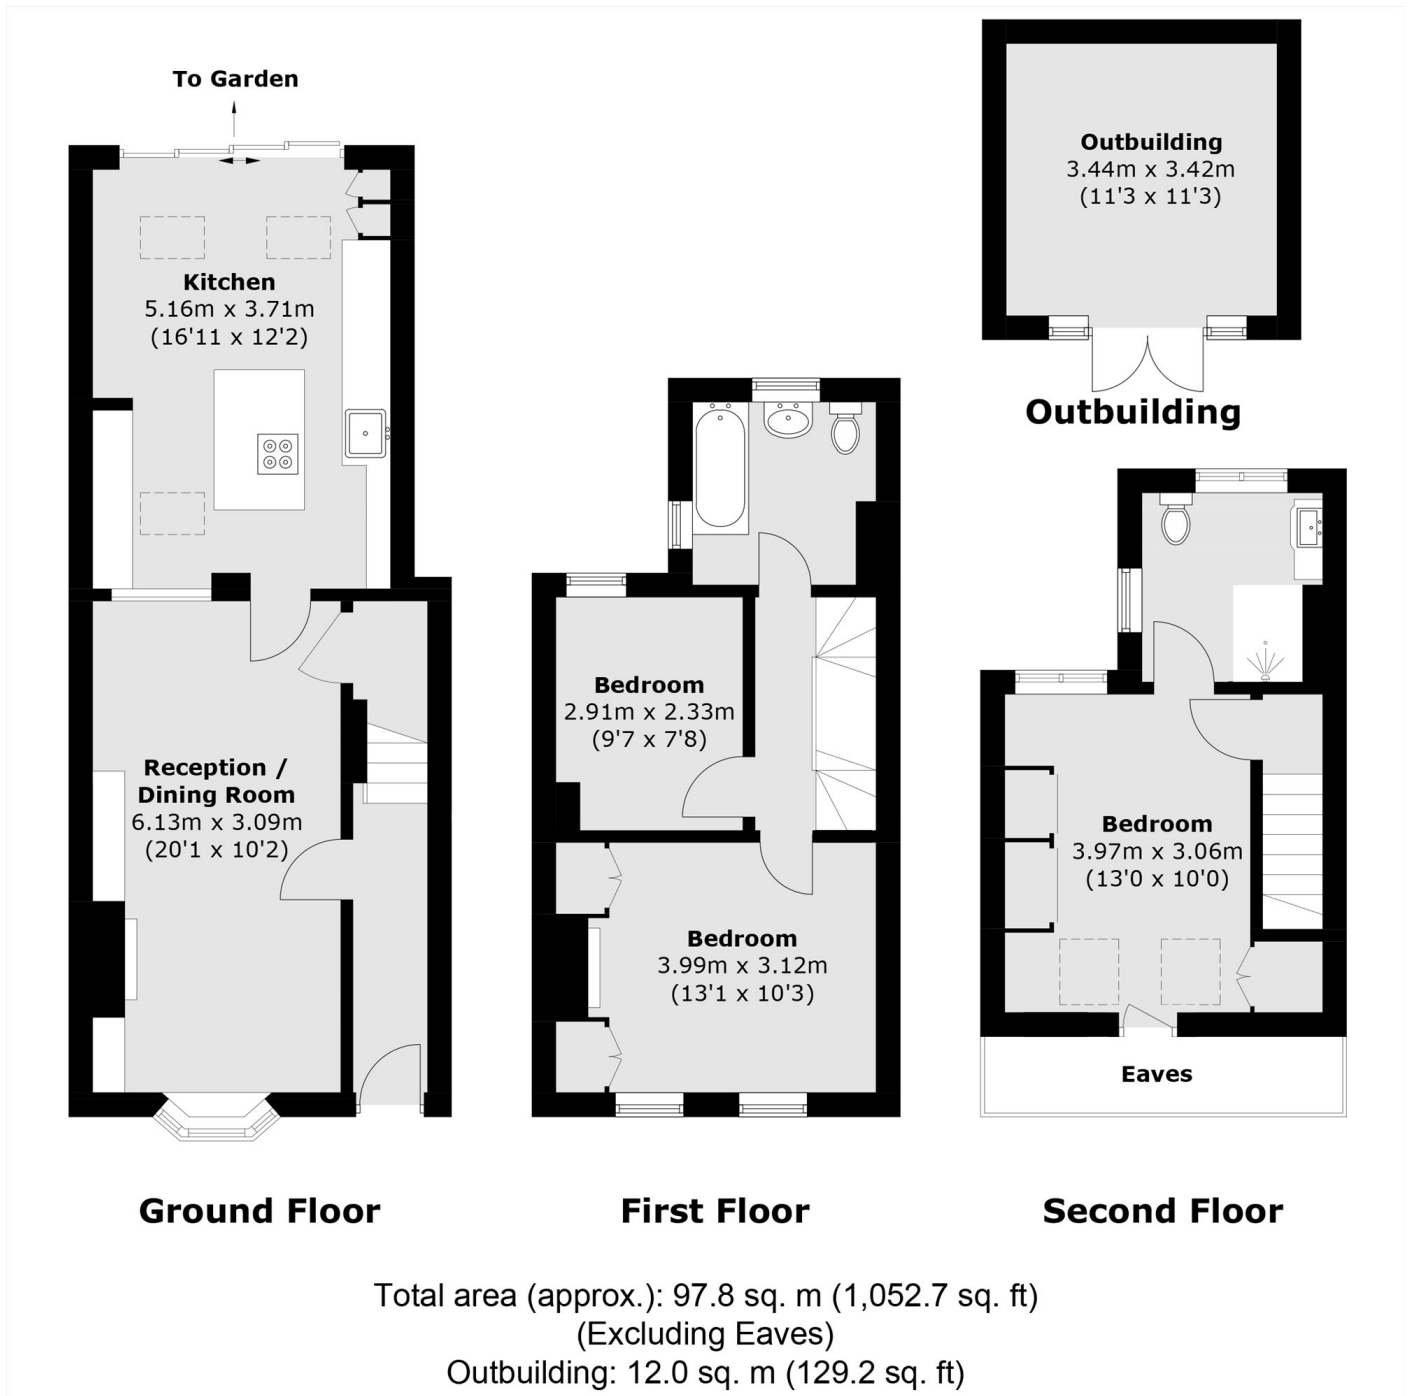 To Garden
Kitchen
5.16m x 3.71m
(16'11 x 12'2)
Reception /
Dining Room
6.13m x 3.09m
(20'1 x 10'2)
Ground Floor
Bedroom
2.91m x 2.33m
(9'7 x 7'8)
Bedroom
3.99m x 3.12m
(13'1 x 10'3)
First Floor
Outbuilding
3.44m x 3.42m
(11'3 x 11'3)
Outbuilding
Bedroom
3.97m x 3.06m
(13'0 x 10'0)
Eaves
Second Floor
Total area (approx.): 97.8 sq. m (1,052.7 sq. ft)
(Excluding Eaves)
Outbuilding: 12.0 sq. m (129.2 sq. ft)